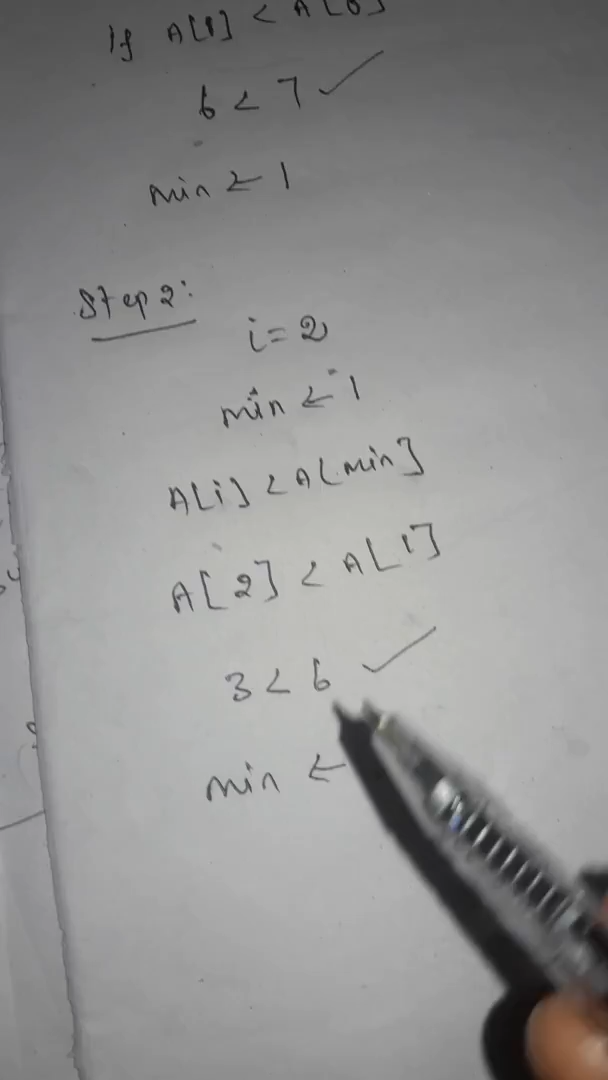 If A[1] < A[0]
6 < 7 ✓
min ← 1
Step 2:
i = 2
min ← 1
A[i] < A[min]
A[2] < A[1]
3 < 6 ✓
min ←